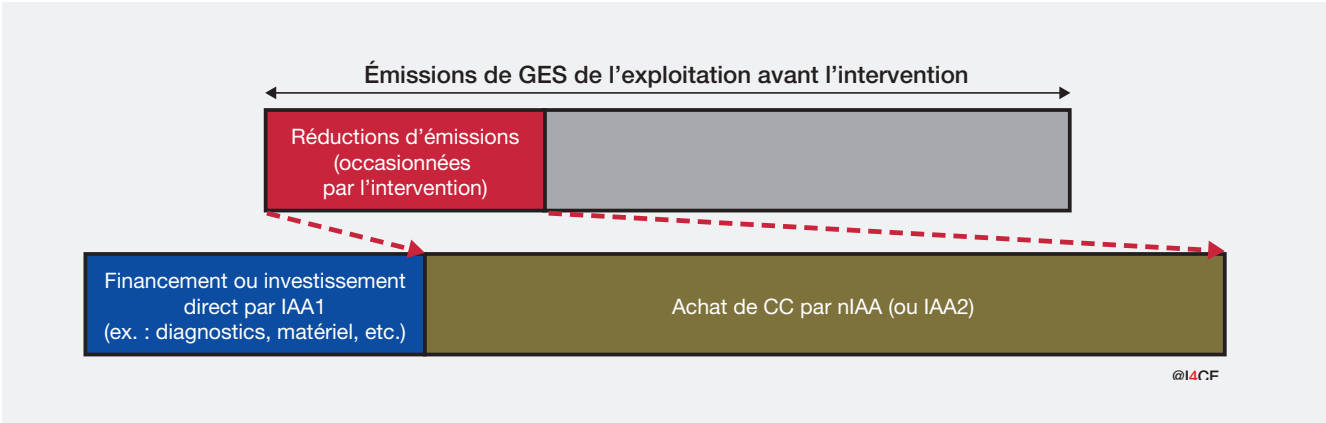 Émissions de GES de l’exploitation avant l’intervention
Réductions d’émissions
(occasionnées
par l’intervention)
Financement ou investissement
direct par IAA1
(ex. : diagnostics, matériel, etc.)
Achat de CC par nIAA (ou IAA2)
@I4CE